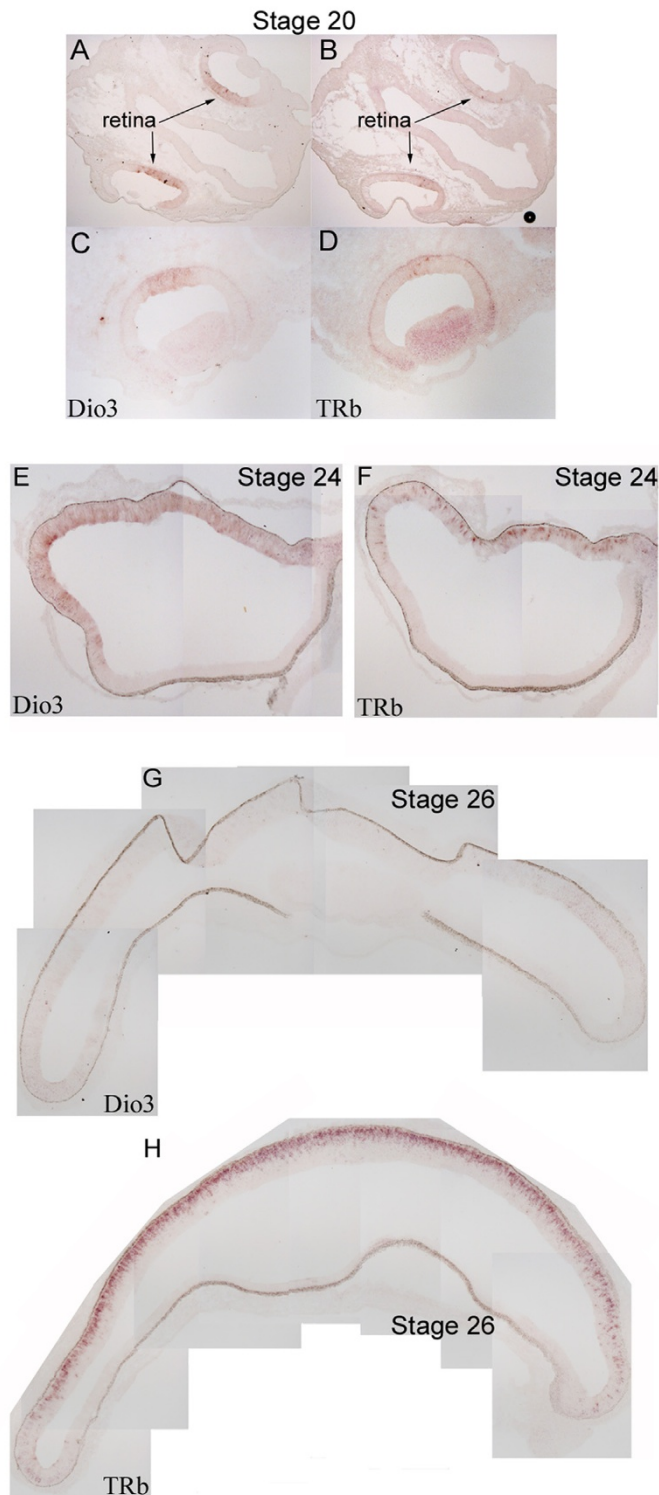 Stage 20
A B
retina retina
C D
Dio3 TRb
E Stage 24 F Stage 24
Dio3 TRb
G
Stage 26
Dio3
H
Stage 26
TRb